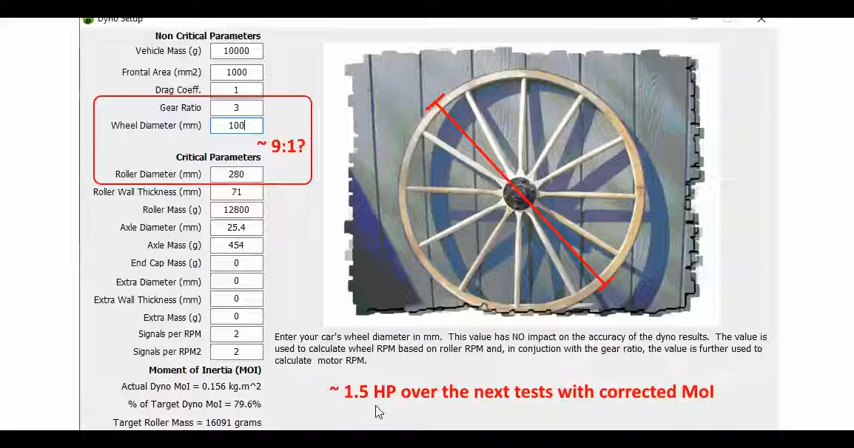 Dyno Setup
Non Critical Parameters
Vehicle Mass (g) 10000
Frontal Area (mm2) 1000
Drag Coeff. 1
Gear Ratio 3
Wheel Diameter (mm) 100
~ 9:1?
Critical Parameters
Roller Diameter (mm) 280
Roller Wall Thickness (mm) 71
Roller Mass (g) 12800
Axle Diameter (mm) 25.4
Axle Mass (g) 454
End Cap Mass (g) 0
Extra Diameter (mm) 0
Extra Wall Thickness (mm) 0
Extra Mass (g) 0
Signals per RPM 2
Signals per RPM2 2
Enter your car's wheel diameter in mm. This value has NO impact on the accuracy of the dyno results. The value is
used to calculate wheel RPM based on roller RPM and, in conjuction with the gear ratio, the value is further used to
calculate motor RPM.
Moment of Inertia (MOI)
Actual Dyno MoI = 0.156 kg.m^2
% of Target Dyno MoI = 79.6%
Target Roller Mass = 16091 grams
~ 1.5 HP over the next tests with corrected MoI